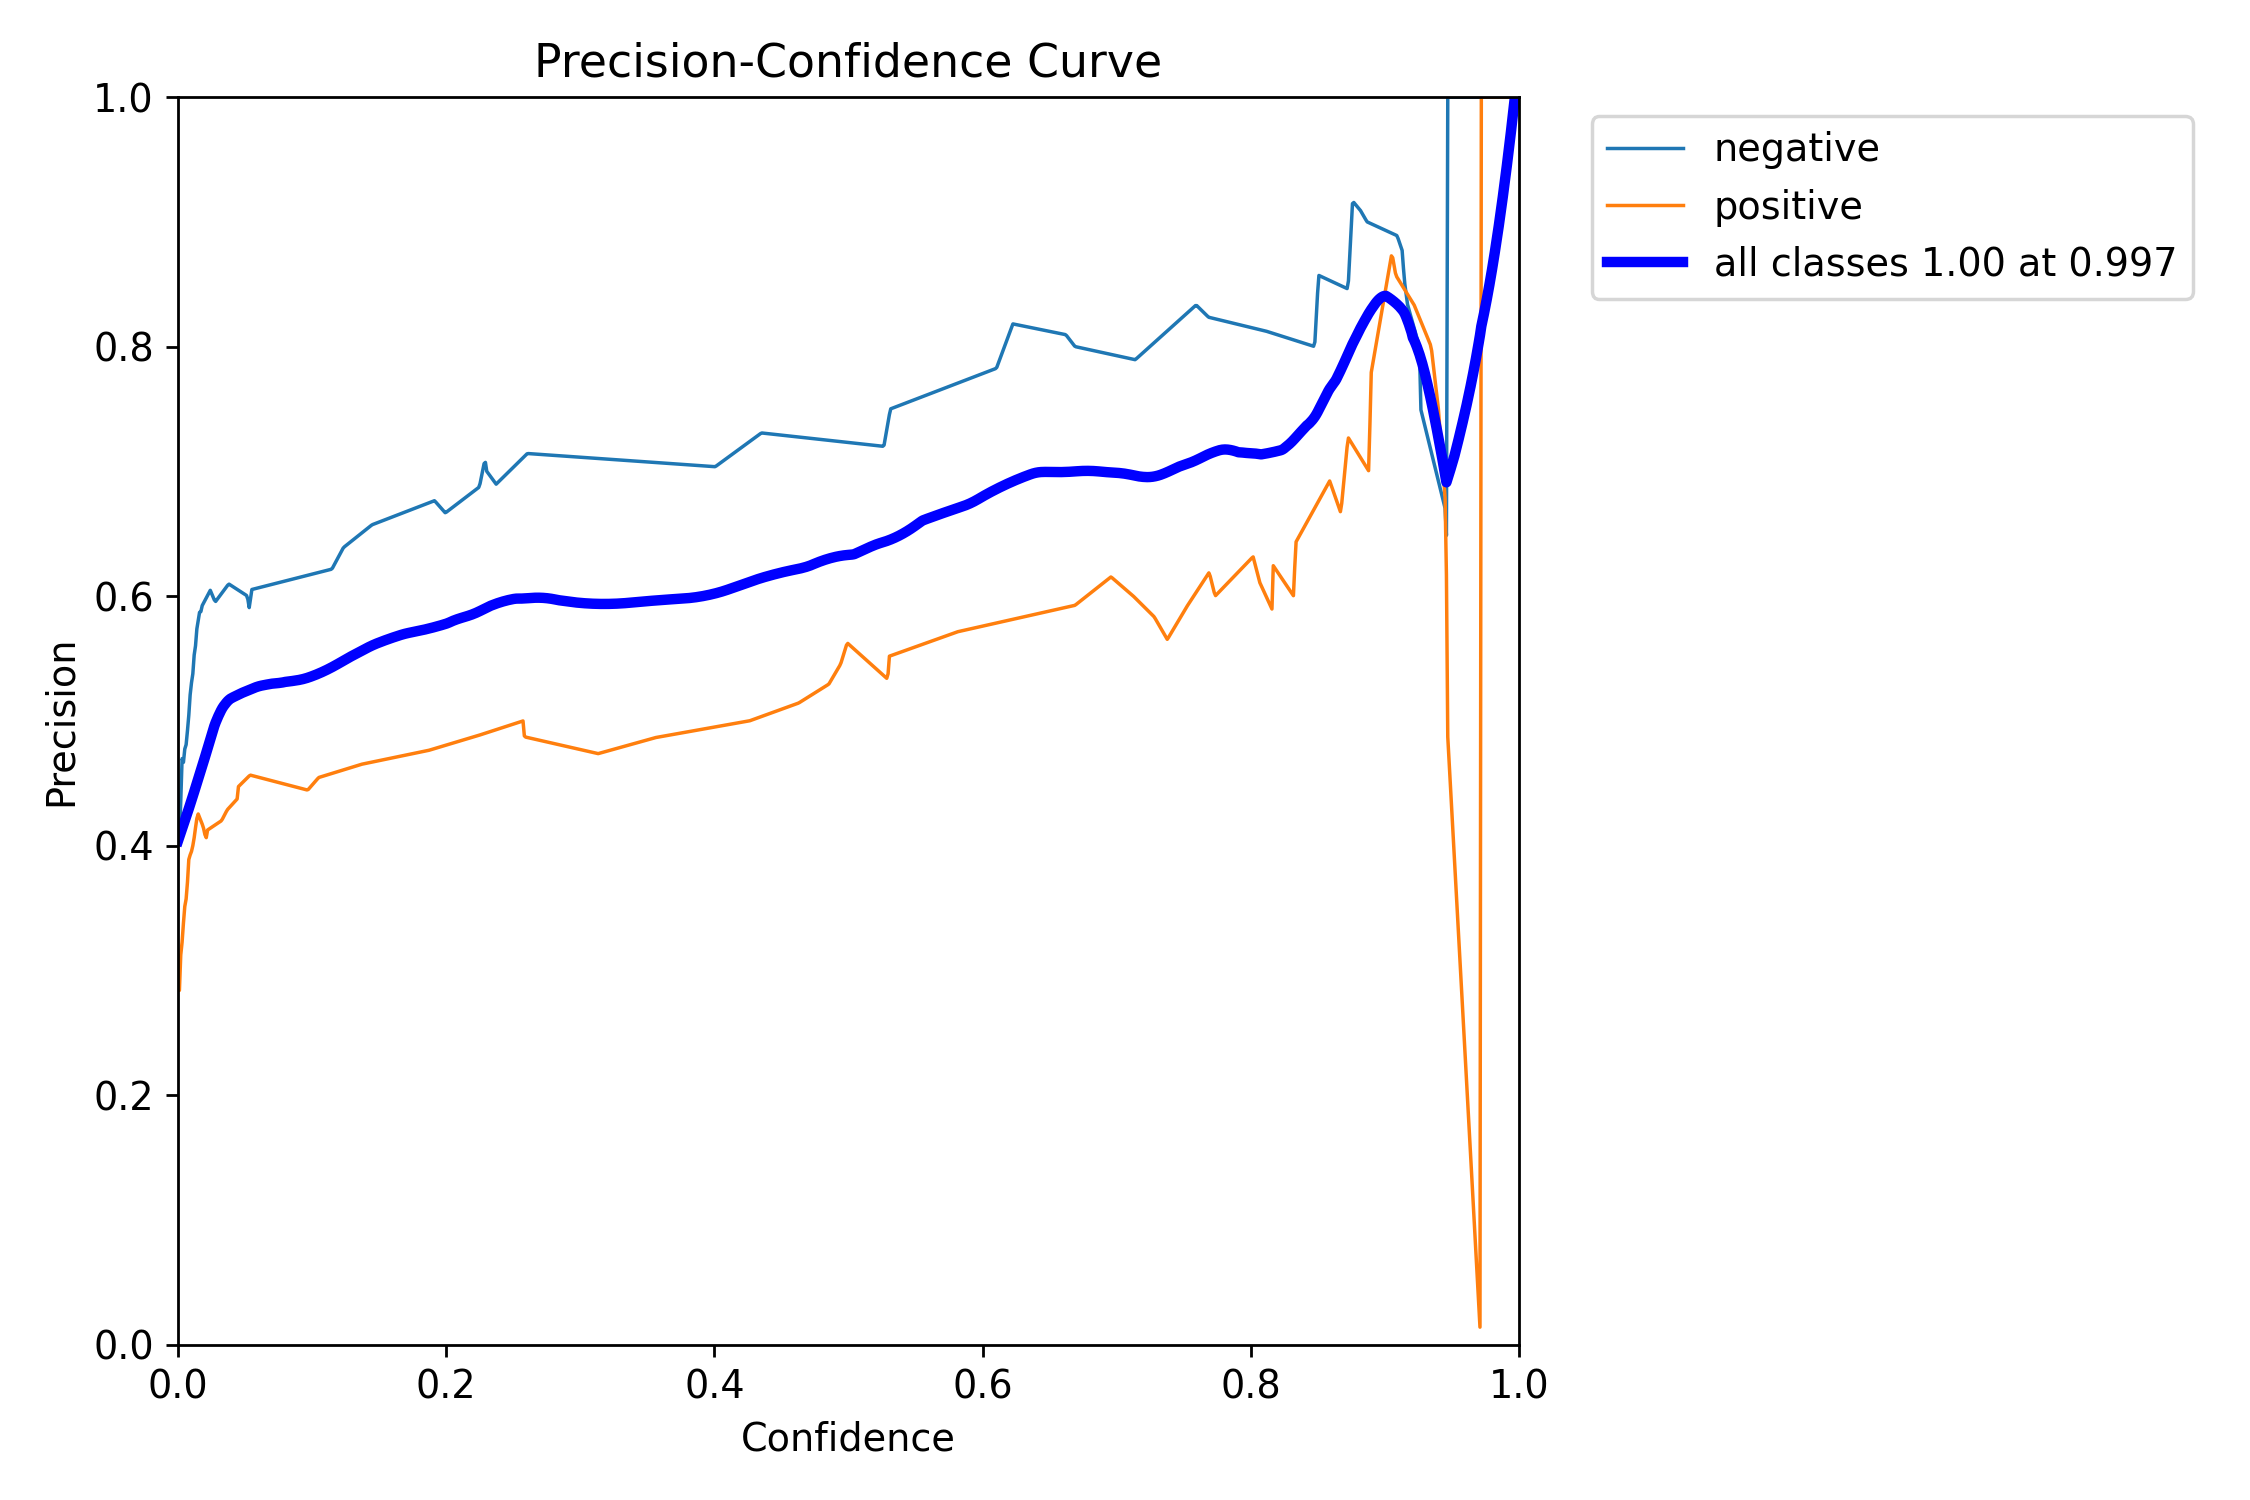 Precision-Confidence Curve
1.0
0.8
0.6
0.4
0.2
0.0
Precision
0.0 0.2 0.4 0.6 0.8 1.0
Confidence
negative
positive
all classes 1.00 at 0.997